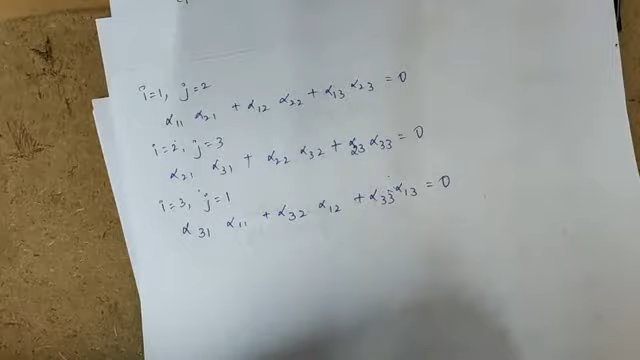 i=1, j=2
α₁₁ α₂₁ + α₁₂ α₂₂ + α₁₃ α₂₃ = 0
i=2, j=3
α₂₁ α₃₁ + α₂₂ α₃₂ + α₂₃ α₃₃ = 0
i=3, j=1
α₃₁ α₁₁ + α₃₂ α₁₂ + α₃₃ α₁₃ = 0